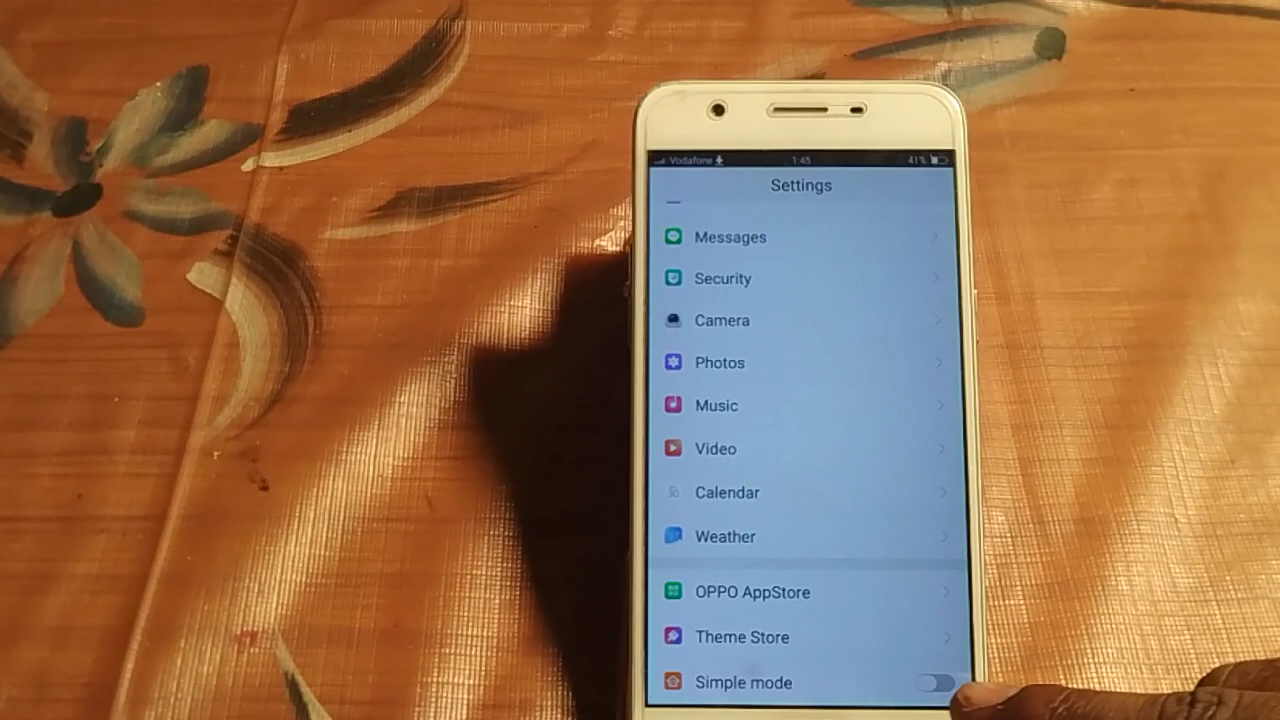 Vodafone 1:45 41%
Settings
Messages
Security
Camera
Photos
Music
Video
Calendar
Weather
OPPO AppStore
Theme Store
Simple mode